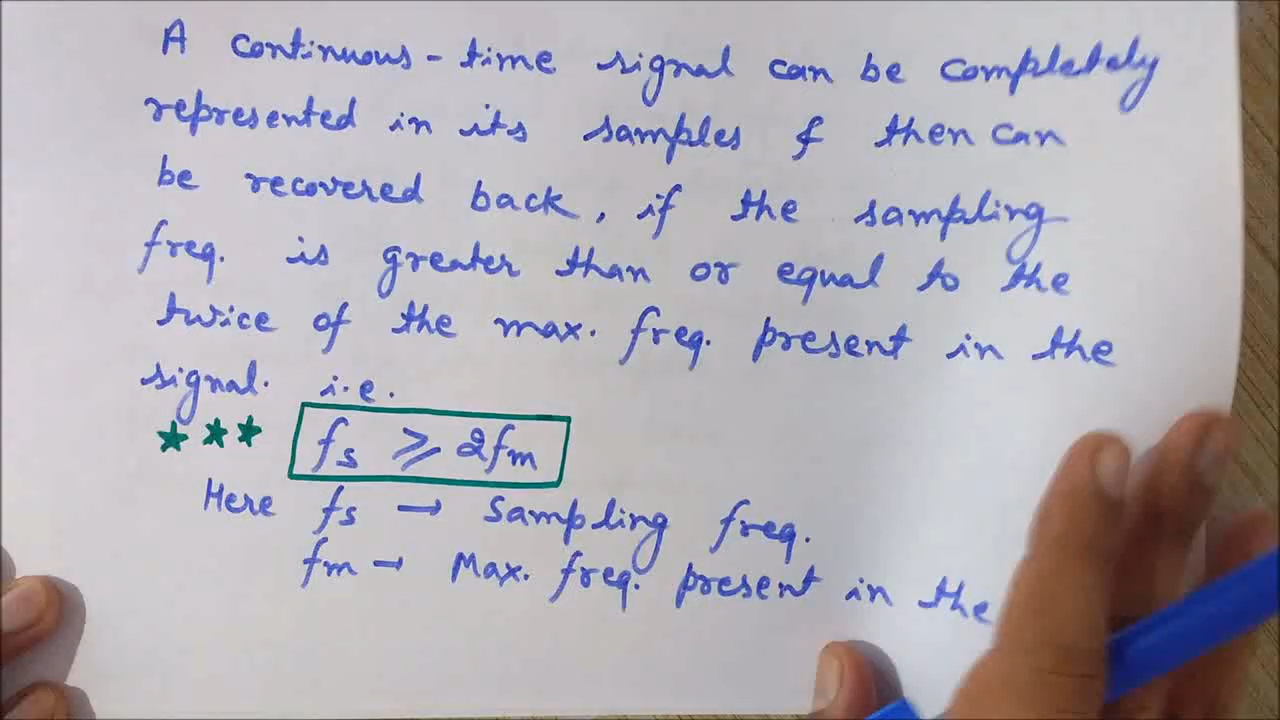 A continuous-time signal can be completely
represented in its samples & then can
be recovered back, if the sampling
freq. is greater than or equal to the
twice of the max. freq. present in the
signal. i.e.
★ ★ ★ fs ⩾ 2fm
Here fs → Sampling freq.
fm → Max. freq. present in the